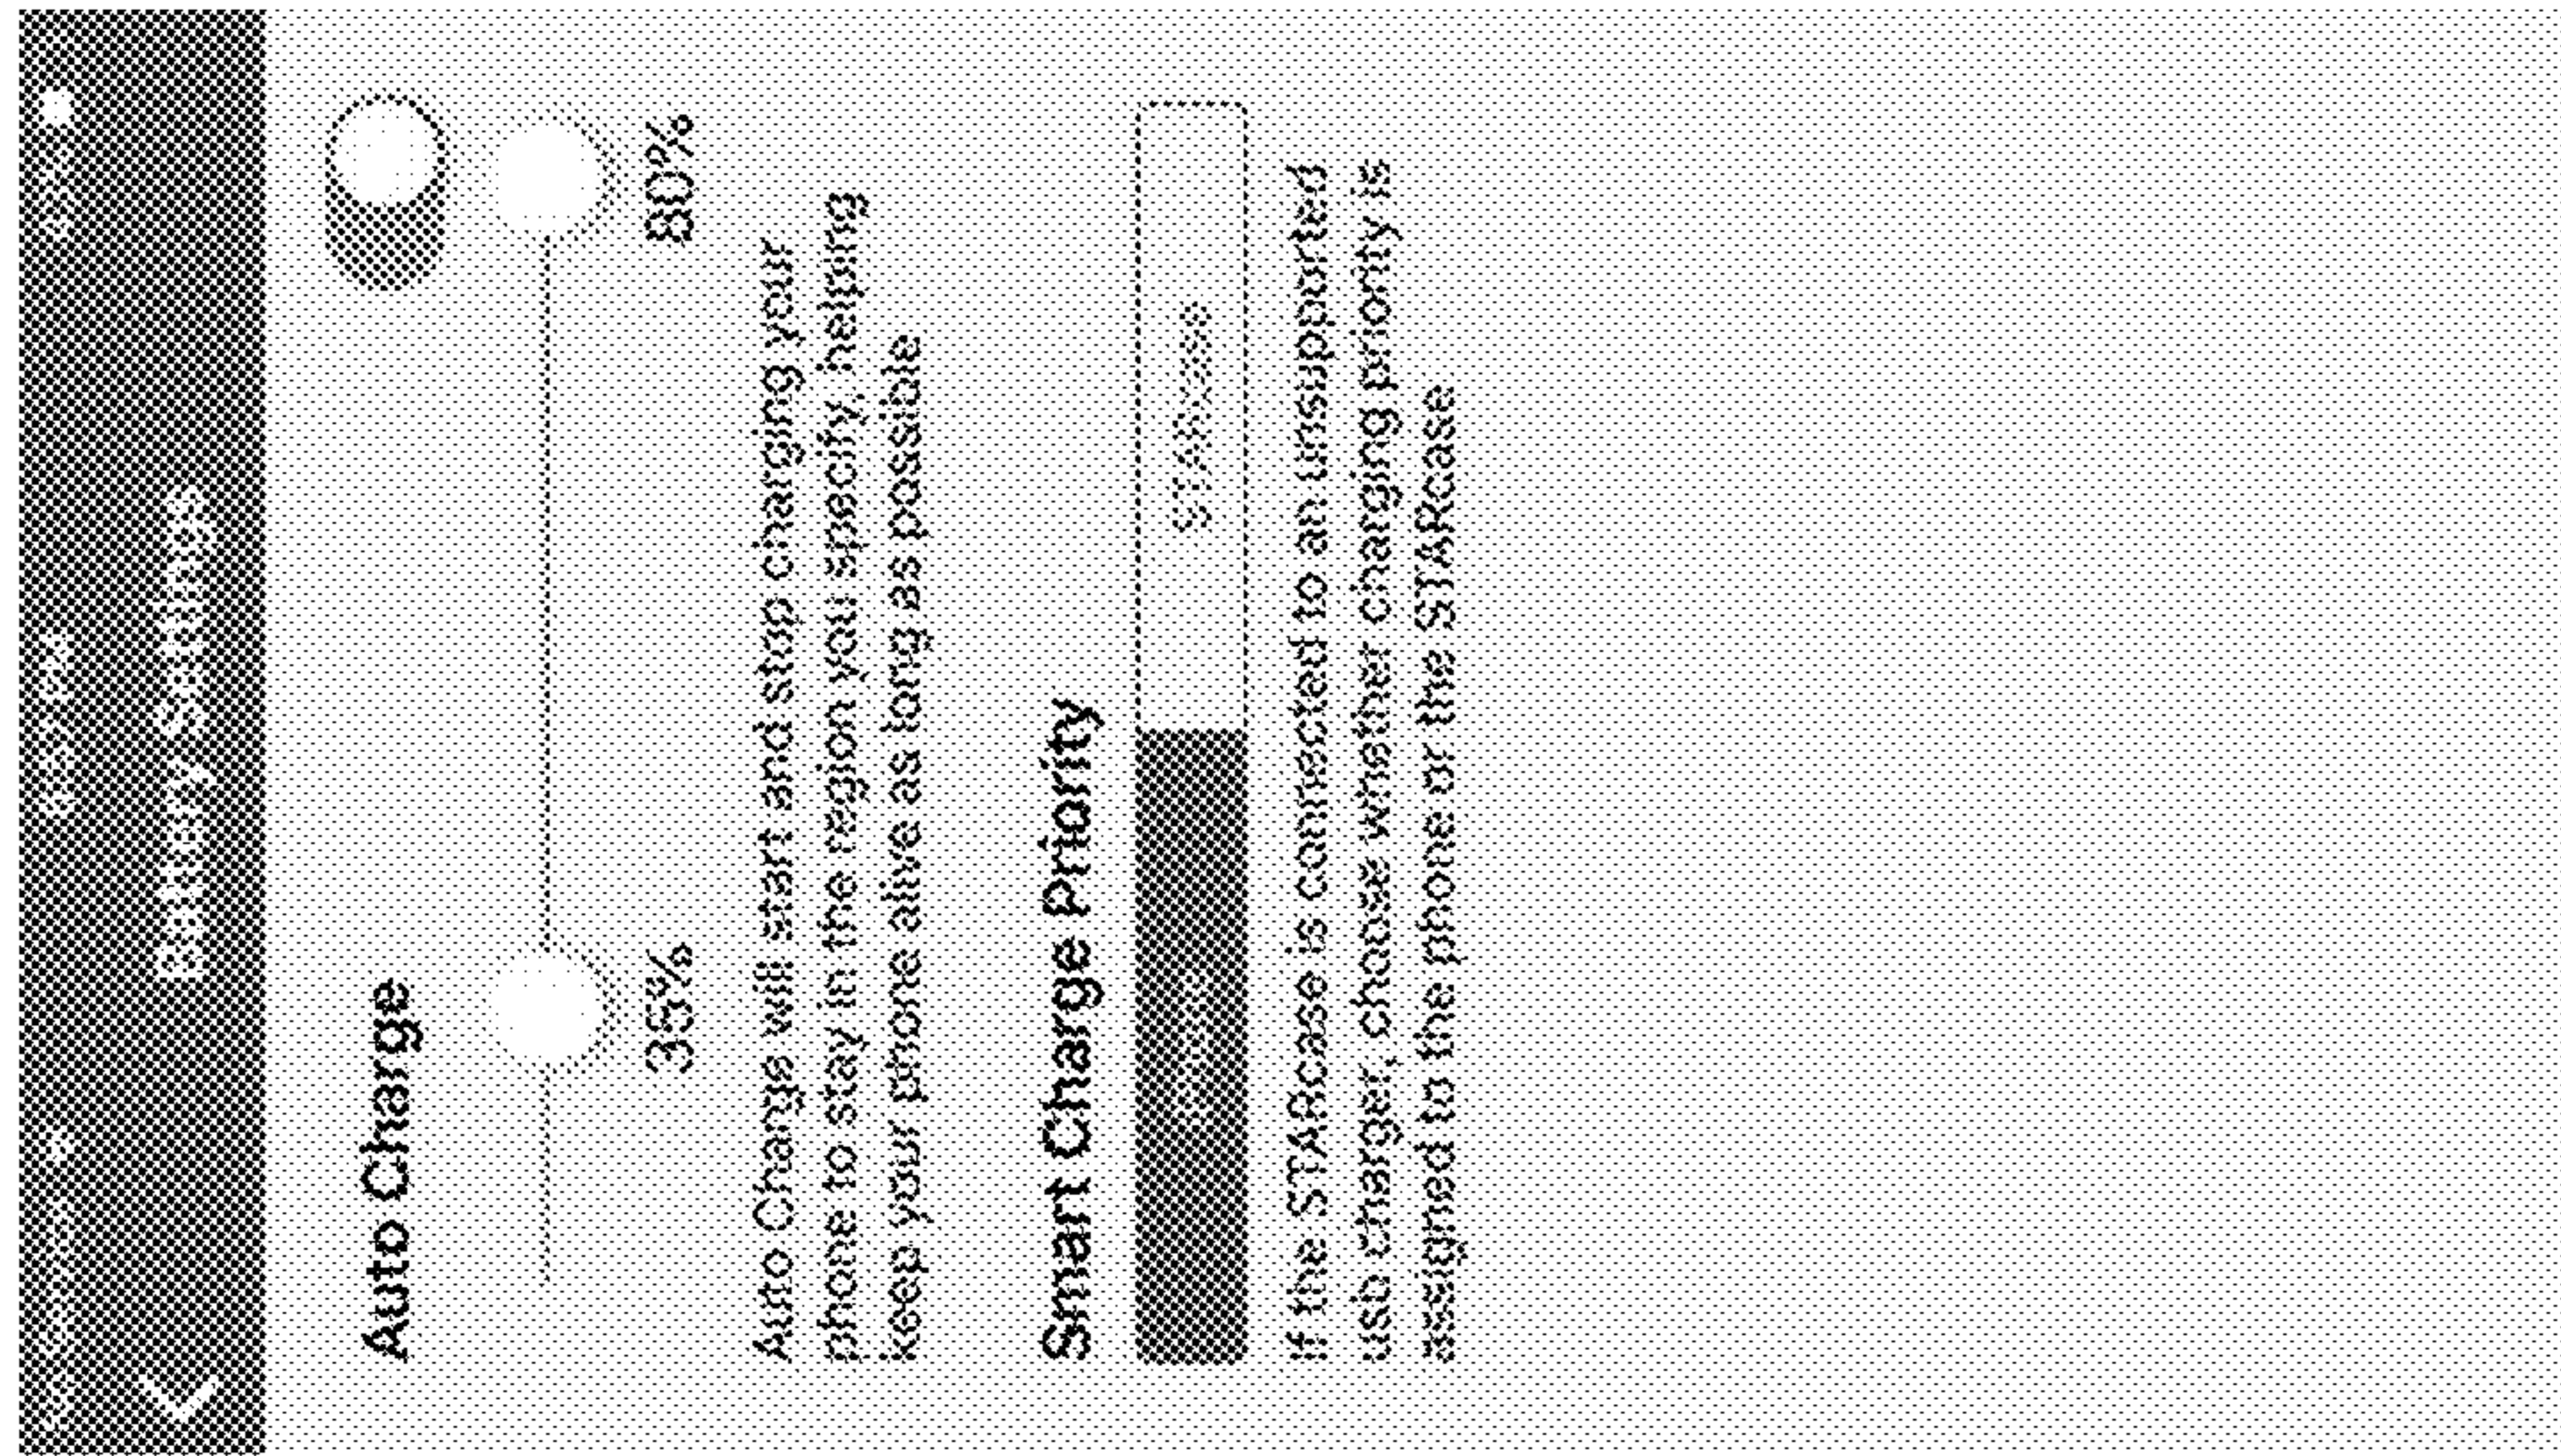 Battery Settings
Auto Charge
35% 80%
Auto Charge will start and stop charging your
phone to stay in the region you specify, helping
keep your phone alive as long as possible
Smart Charge Priority
STARcase
If the STARcase is connected to an unsupported
usb charger, choose whether charging priority is
assigned to the phone or the STARcase.